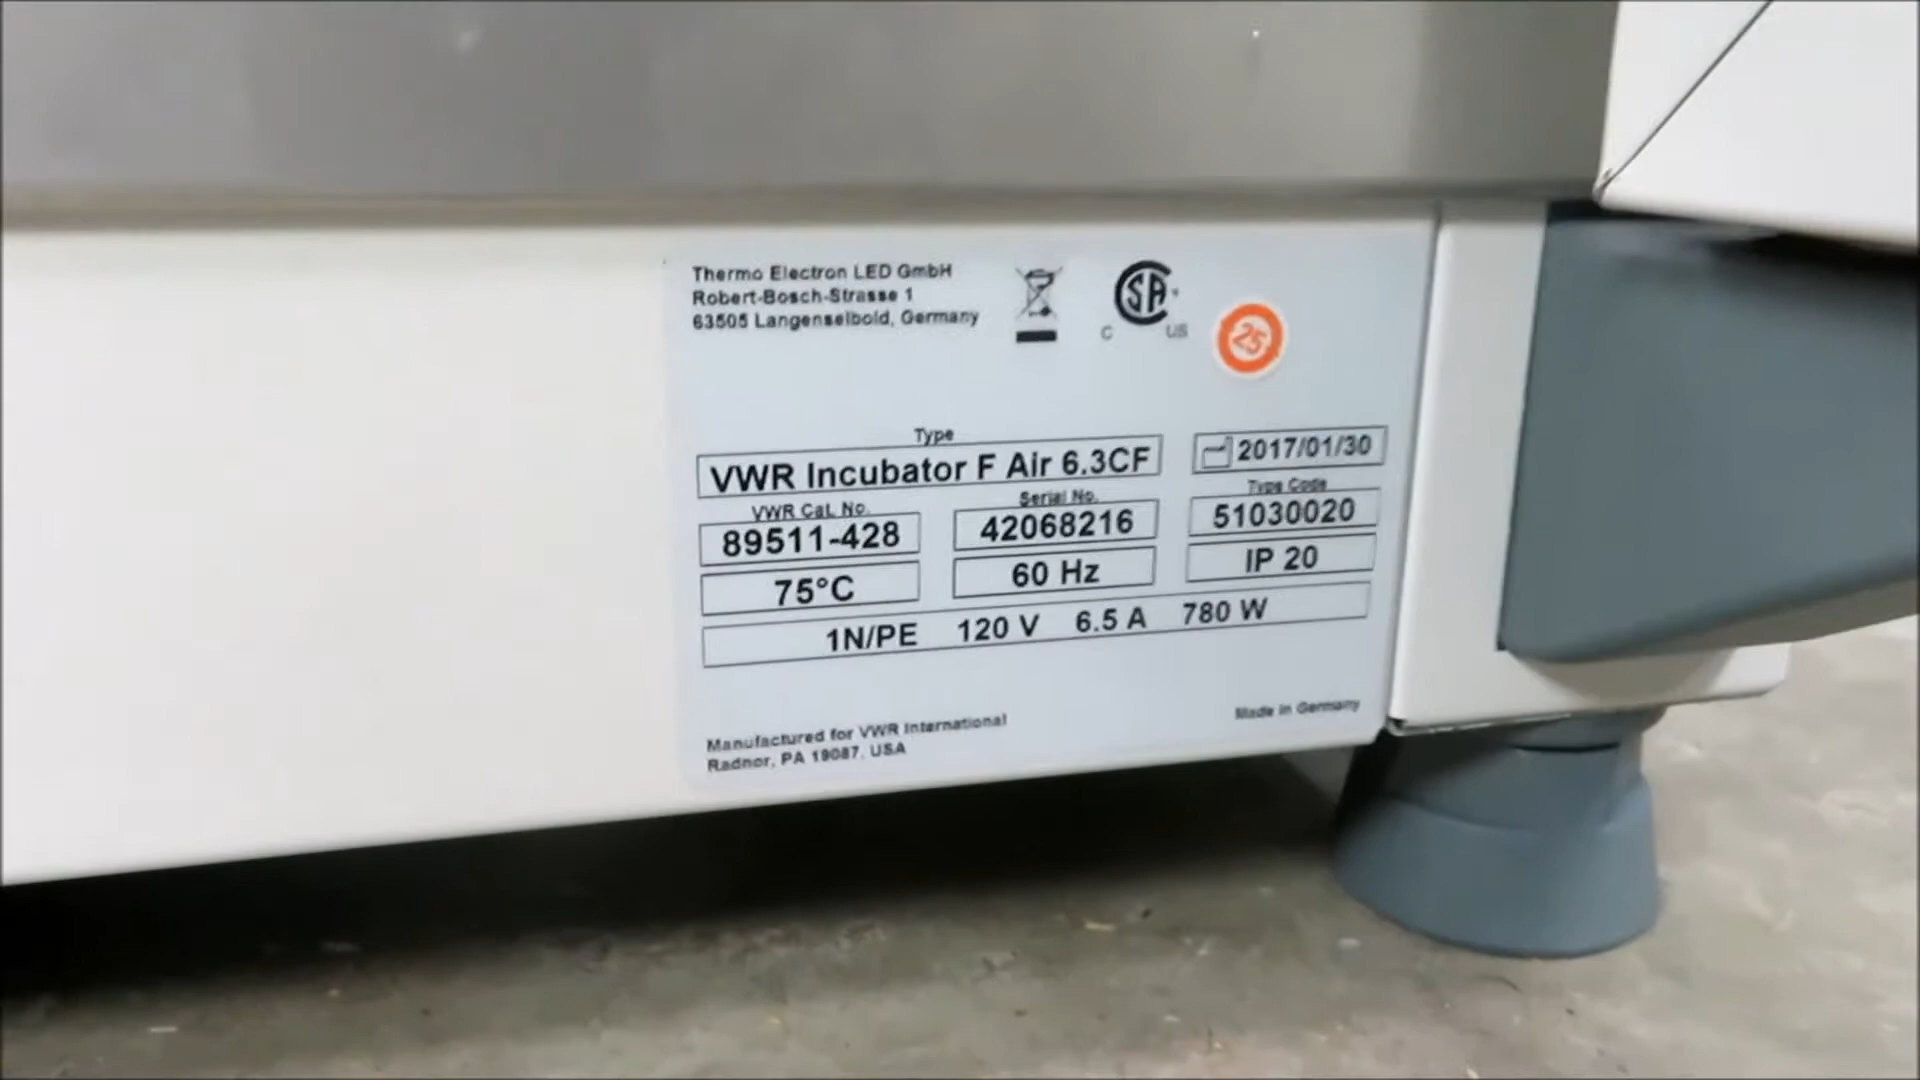 Thermo Electron LED GmbH
Robert-Bosch-Strasse 1
63505 Langenselbold, Germany
C SA US
25
Type
VWR Incubator F Air 6.3CF
2017/01/30
VWR Cat. No.
Serial No.
Type Code
89511-428
42068216
51030020
75°C
60 Hz
IP 20
1N/PE 120 V 6.5 A 780 W
Manufactured for VWR International
Radnor, PA 19087, USA
Made in Germany